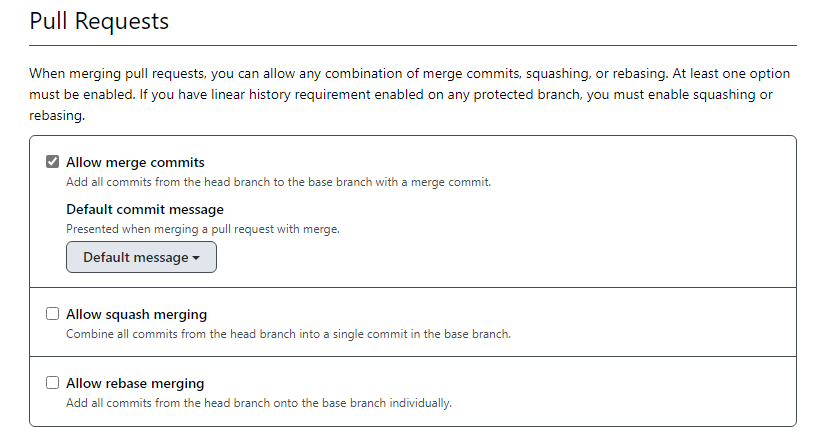 Pull Requests
When merging pull requests, you can allow any combination of merge commits, squashing, or rebasing. At least one option
must be enabled. If you have linear history requirement enabled on any protected branch, you must enable squashing or
rebasing.
Allow merge commits
Add all commits from the head branch to the base branch with a merge commit.
Default commit message
Presented when merging a pull request with merge.
Default message
Allow squash merging
Combine all commits from the head branch into a single commit in the base branch.
Allow rebase merging
Add all commits from the head branch onto the base branch individually.